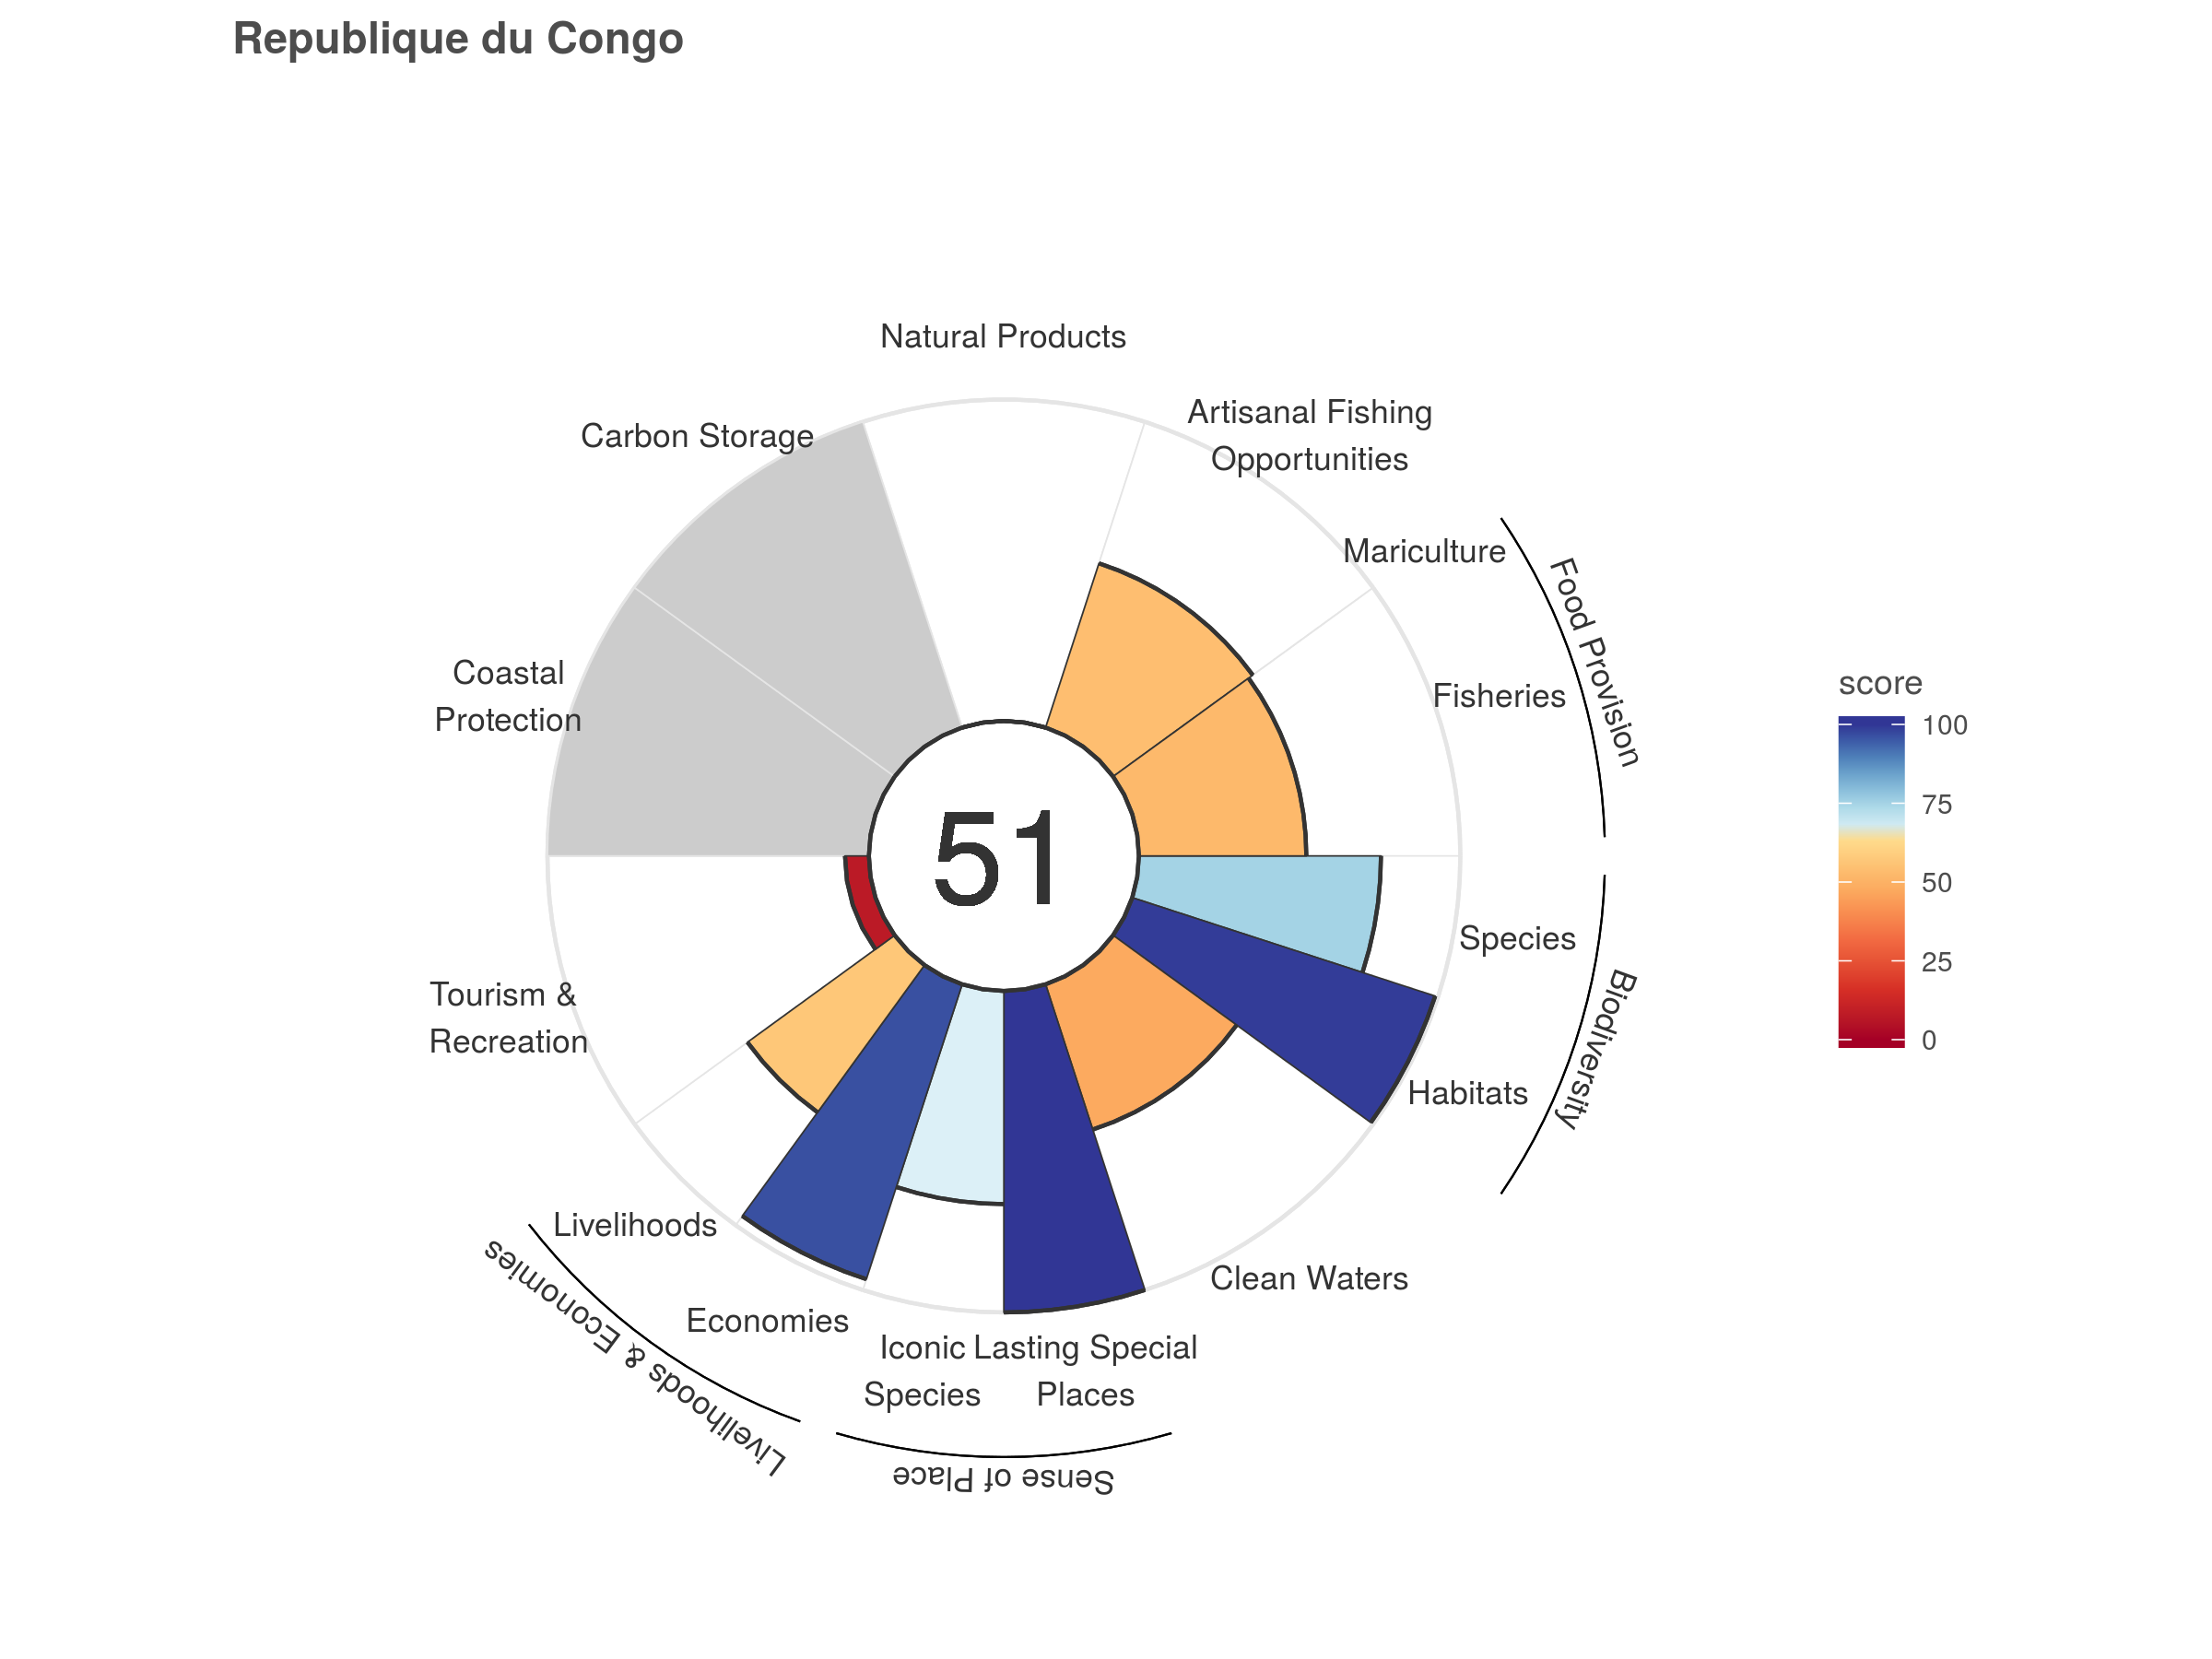 Republique du Congo
Natural Products
Artisanal Fishing
Opportunities
Carbon Storage
Mariculture
Food Provision
Fisheries
Coastal
Protection
51
score
100
75
50
25
0
Species
Biodiversity
Habitats
Tourism &
Recreation
Livelihoods
Clean Waters
Economies
Livelihoods & Economies
Iconic
Species
Lasting Special
Places
Sense of Place